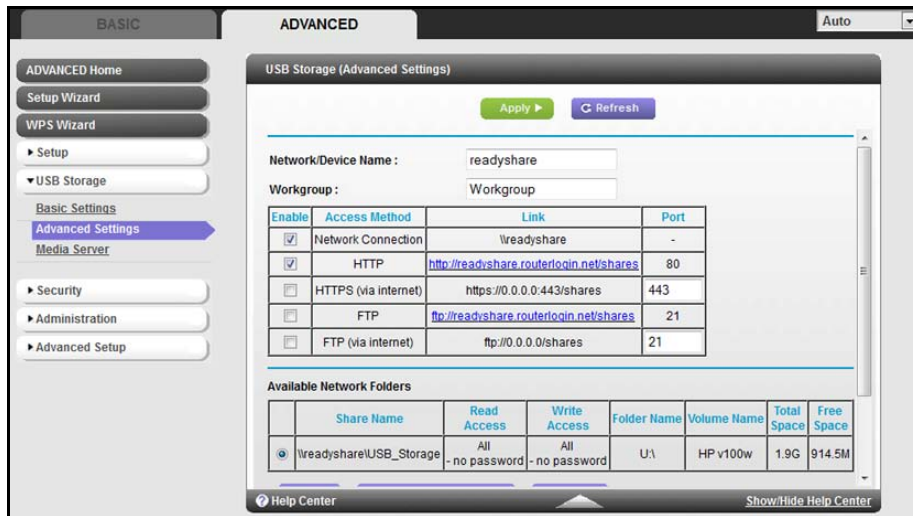 BASIC
ADVANCED
Auto
ADVANCED Home
Setup Wizard
WPS Wizard
Setup
USB Storage
Basic Settings
Advanced Settings
Media Server
Security
Administration
Advanced Setup
USB Storage (Advanced Settings)
Apply
Refresh
Network/Device Name : readyshare
Workgroup : Workgroup
Enable Access Method Link Port
Network Connection \\readyshare -
HTTP http://readyshare.routerlogin.net/shares 80
HTTPS (via internet) https://0.0.0.0:443/shares 443
FTP ftp://readyshare.routerlogin.net/shares 21
FTP (via internet) ftp://0.0.0.0/shares 21
Available Network Folders
Share Name Read Access Write Access Folder Name Volume Name Total Space Free Space
\\readyshare\USB_Storage All - no password All - no password U:\ HP v100w 1.9G 914.5M
Help Center
Show/Hide Help Center